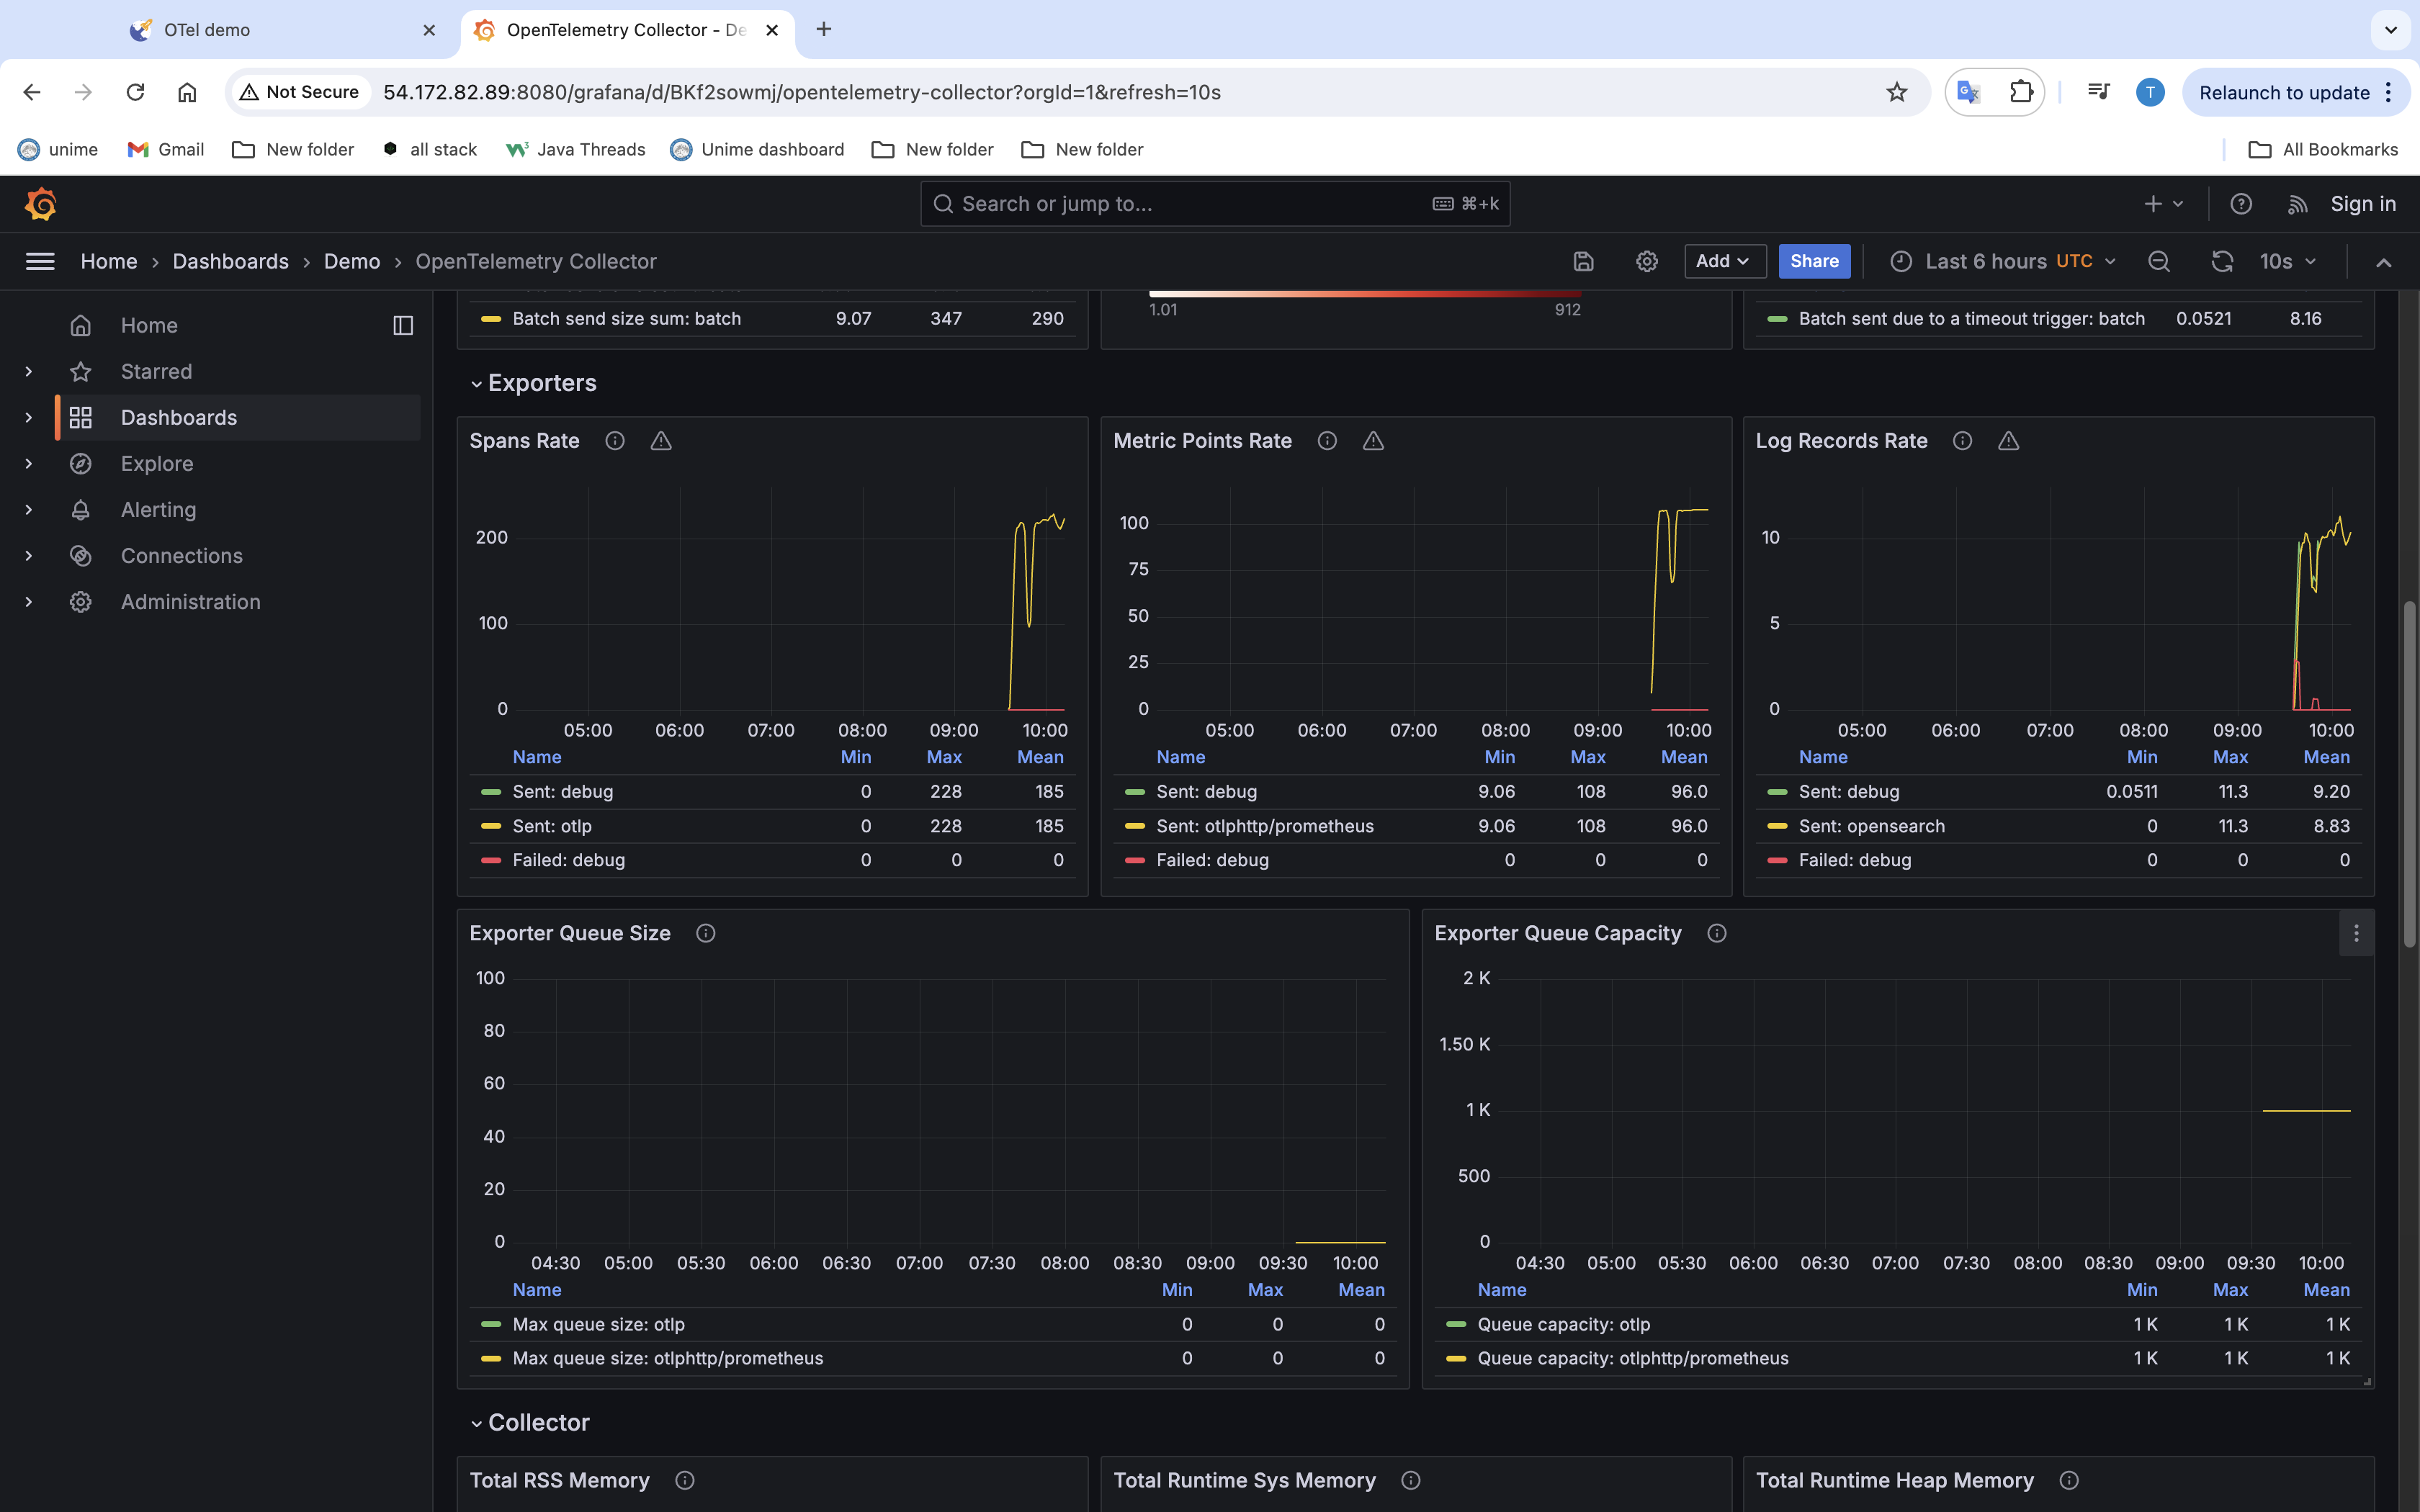 OTel demo
OpenTelemetry Collector - De
Not Secure
54.172.82.89:8080/grafana/d/BKf2sowmj/opentelemetry-collector?orgId=1&refresh=10s
T
Relaunch to update
unime
Gmail
New folder
all stack
Java Threads
Unime dashboard
New folder
New folder
All Bookmarks
Search or jump to...
⌘+k
Sign in
Home › Dashboards › Demo › OpenTelemetry Collector
Add
Share
Last 6 hours UTC
10s
Home
Starred
Dashboards
Explore
Alerting
Connections
Administration
Batch send size sum: batch 9.07 347 290
1.01 912
Batch sent due to a timeout trigger: batch 0.0521 8.16
Exporters
Spans Rate
200
100
0
05:00 06:00 07:00 08:00 09:00 10:00
Name Min Max Mean
Sent: debug 0 228 185
Sent: otlp 0 228 185
Failed: debug 0 0 0
Metric Points Rate
100
75
50
25
0
05:00 06:00 07:00 08:00 09:00 10:00
Name Min Max Mean
Sent: debug 9.06 108 96.0
Sent: otlphttp/prometheus 9.06 108 96.0
Failed: debug 0 0 0
Log Records Rate
10
5
0
05:00 06:00 07:00 08:00 09:00 10:00
Name Min Max Mean
Sent: debug 0.0511 11.3 9.20
Sent: opensearch 0 11.3 8.83
Failed: debug 0 0 0
Exporter Queue Size
100
80
60
40
20
0
04:30 05:00 05:30 06:00 06:30 07:00 07:30 08:00 08:30 09:00 09:30 10:00
Name Min Max Mean
Max queue size: otlp 0 0 0
Max queue size: otlphttp/prometheus 0 0 0
Exporter Queue Capacity
2 K
1.50 K
1 K
500
0
04:30 05:00 05:30 06:00 06:30 07:00 07:30 08:00 08:30 09:00 09:30 10:00
Name Min Max Mean
Queue capacity: otlp 1 K 1 K 1 K
Queue capacity: otlphttp/prometheus 1 K 1 K 1 K
Collector
Total RSS Memory
Total Runtime Sys Memory
Total Runtime Heap Memory